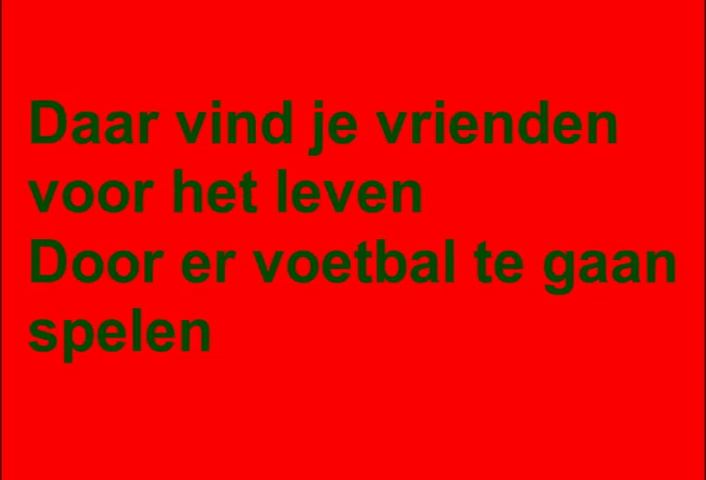 Daar vind je vrienden
voor het leven
Door er voetbal te gaan
spelen